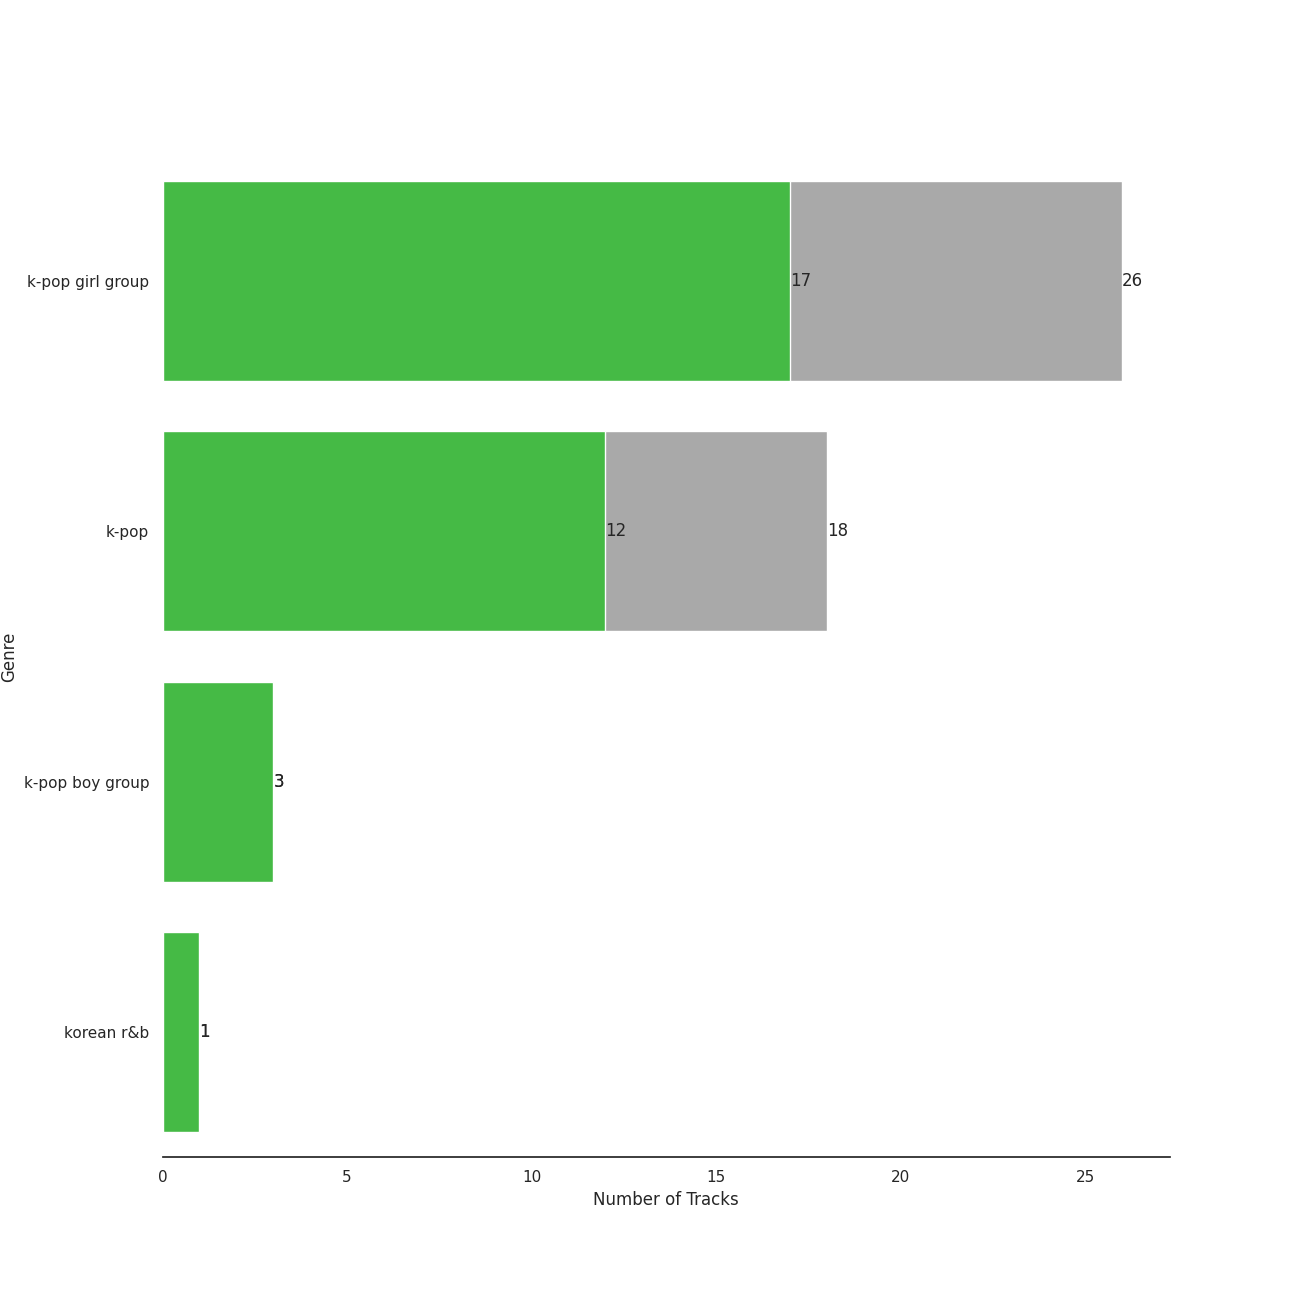 k-pop girl group
17
26
k-pop
12
18
Genre
k-pop boy group
3
korean r&b
1
0 5 10 15 20 25
Number of Tracks